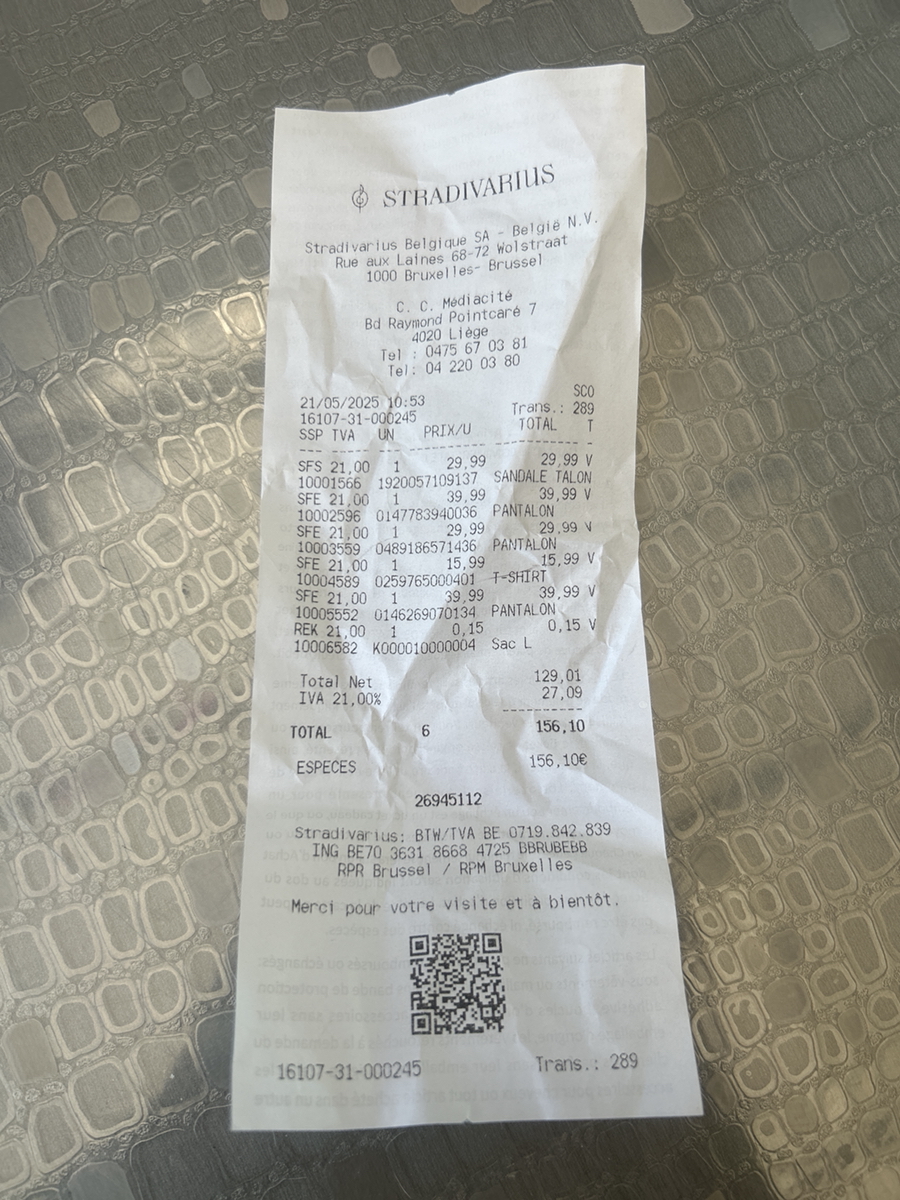 STRADIVARIUS
Stradivarius Belgique SA - België N.V.
Rue aux Laines 68-72 Wolstraat
1000 Bruxelles- Brussel
C. C. Médiacité
Bd Raymond Pointcaré 7
4020 Liège
Tel : 0475 67 03 81
Tel: 04 220 03 80
SCO
21/05/2025 10:53
Trans.: 289
16107-31-000245
SSP TVA UN PRIX/U TOTAL T
SFS 21,00 1 29,99 29,99 V
10001566 1920057109137 SANDALE TALON
SFE 21,00 1 39,99 39,99 V
10002596 0147783940036 PANTALON
SFE 21,00 1 29,99 29,99 V
10003559 0489186571436 PANTALON
SFE 21,00 1 15,99 15,99 V
10004589 0259765000401 T-SHIRT
SFE 21,00 1 39,99 39,99 V
10005552 0146269070134 PANTALON
REK 21,00 1 0,15 0,15 V
10006582 K000010000004 Sac L
Total Net 129,01
IVA 21,00% 27,09
TOTAL 6 156,10
ESPECES 156,10€
26945112
Stradivarius: BTW/TVA BE 0719.842.839
ING BE70 3631 8668 4725 BBRUBEBB
RPR Brussel / RPM Bruxelles
Merci pour votre visite et à bientôt.
16107-31-000245 Trans.: 289